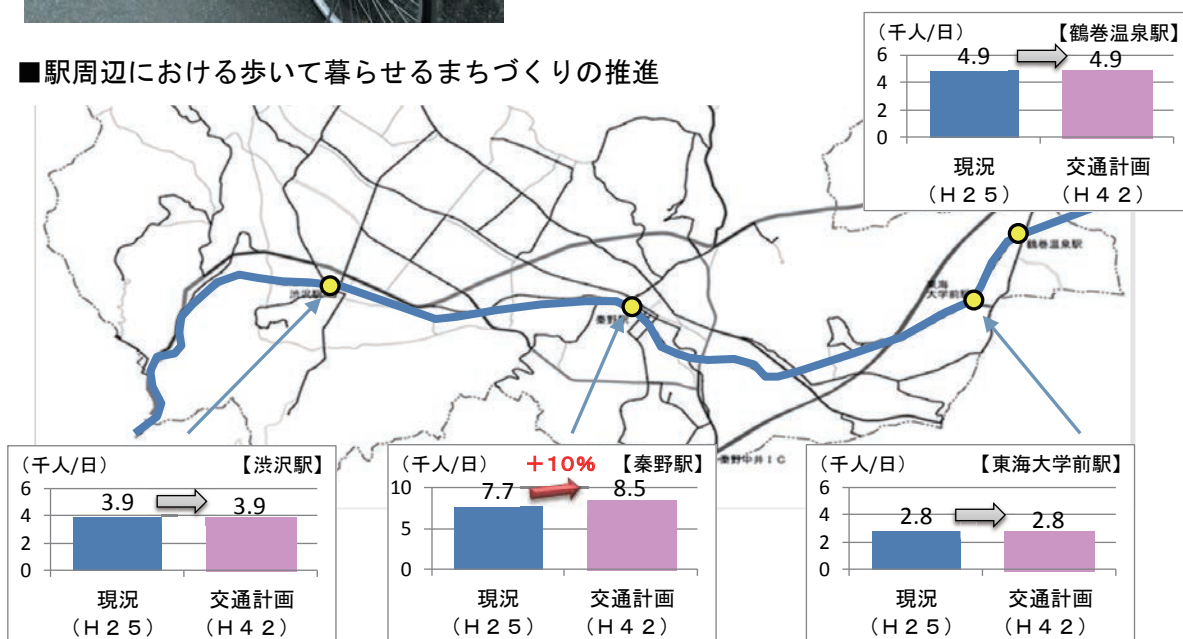 ■駅周辺における歩いて暮らせるまちづくりの推進
（千人/日）
【鶴巻温泉駅】
6
4
2
0
4.9
4.9
現況
（Ｈ２５）
交通計画
（Ｈ４２）
鶴巻温泉駅
東海
大学前駅
渋沢駅
秦野駅
秦野中井ＩＣ
（千人/日）
【渋沢駅】
6
4
2
0
3.9
3.9
現況
（Ｈ２５）
交通計画
（Ｈ４２）
（千人/日）
＋10%
【秦野駅】
10
5
0
7.7
8.5
現況
（Ｈ２５）
交通計画
（Ｈ４２）
（千人/日）
【東海大学前駅】
6
4
2
0
2.8
2.8
現況
（Ｈ２５）
交通計画
（Ｈ４２）